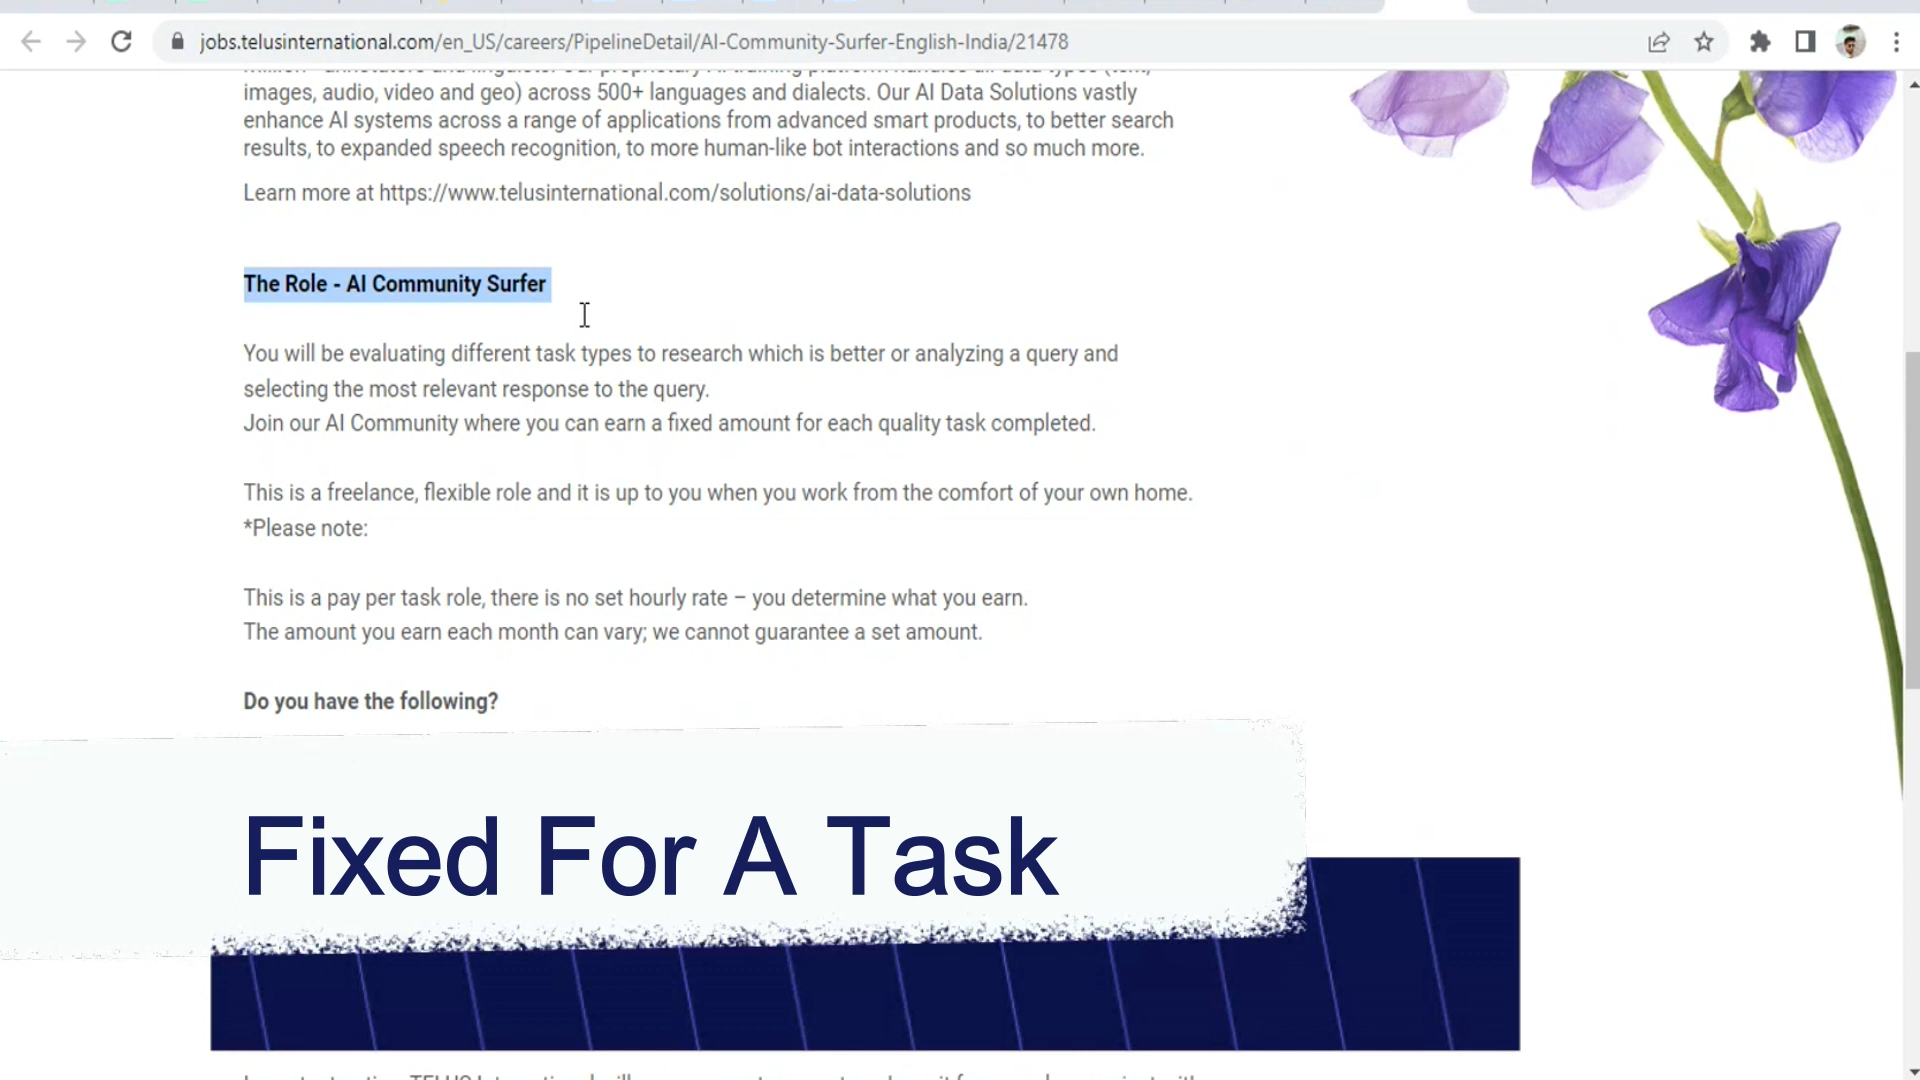 jobs.telusinternational.com/en_US/careers/PipelineDetail/AI-Community-Surfer-English-India/21478
images, audio, video and geo) across 500+ languages and dialects. Our AI Data Solutions vastly
enhance AI systems across a range of applications from advanced smart products, to better search
results, to expanded speech recognition, to more human-like bot interactions and so much more.
Learn more at https://www.telusinternational.com/solutions/ai-data-solutions
The Role - AI Community Surfer
You will be evaluating different task types to research which is better or analyzing a query and
selecting the most relevant response to the query.
Join our AI Community where you can earn a fixed amount for each quality task completed.
This is a freelance, flexible role and it is up to you when you work from the comfort of your own home.
*Please note:
This is a pay per task role, there is no set hourly rate – you determine what you earn.
The amount you earn each month can vary; we cannot guarantee a set amount.
Do you have the following?
Fixed For A Task